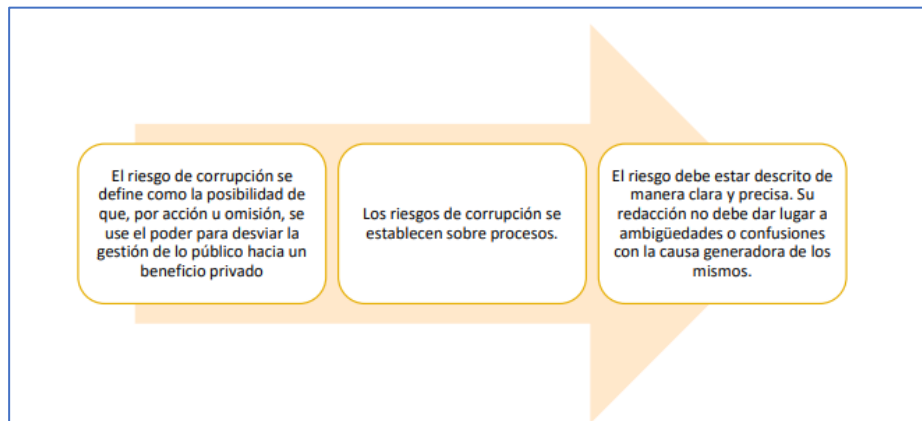 El riesgo de corrupción se
define como la posibilidad de
que, por acción u omisión, se
use el poder para desviar la
gestión de lo público hacia un
beneficio privado
Los riesgos de corrupción se
establecen sobre procesos.
El riesgo debe estar descrito de
manera clara y precisa. Su
redacción no debe dar lugar a
ambigüedades o confusiones
con la causa generadora de los
mismos.